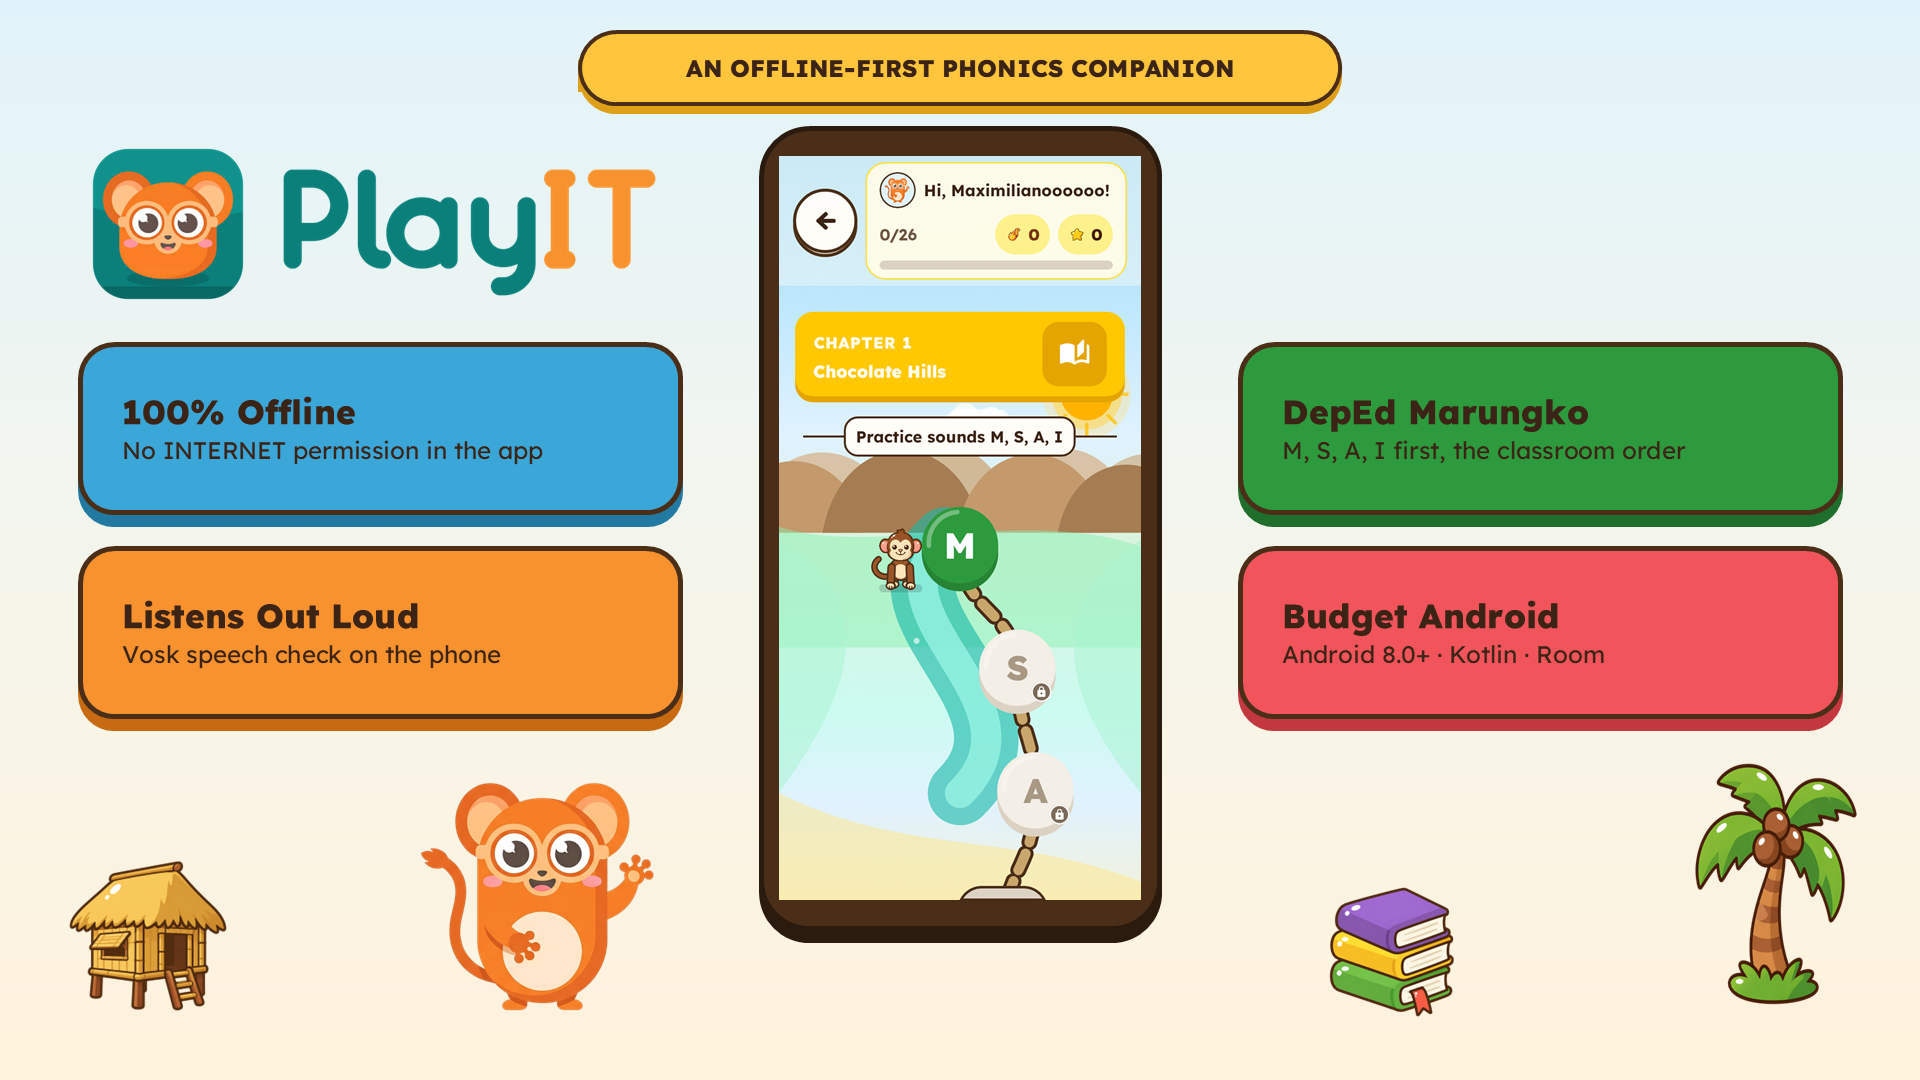 AN OFFLINE-FIRST PHONICS COMPANION
PlayIT
100% Offline
No INTERNET permission in the app
Listens Out Loud
Vosk speech check on the phone
Hi, Maximilianoooooo!
0/26
0
0
CHAPTER 1
Chocolate Hills
Practice sounds M, S, A, I
M
S
A
DepEd Marungko
M, S, A, I first, the classroom order
Budget Android
Android 8.0+ · Kotlin · Room